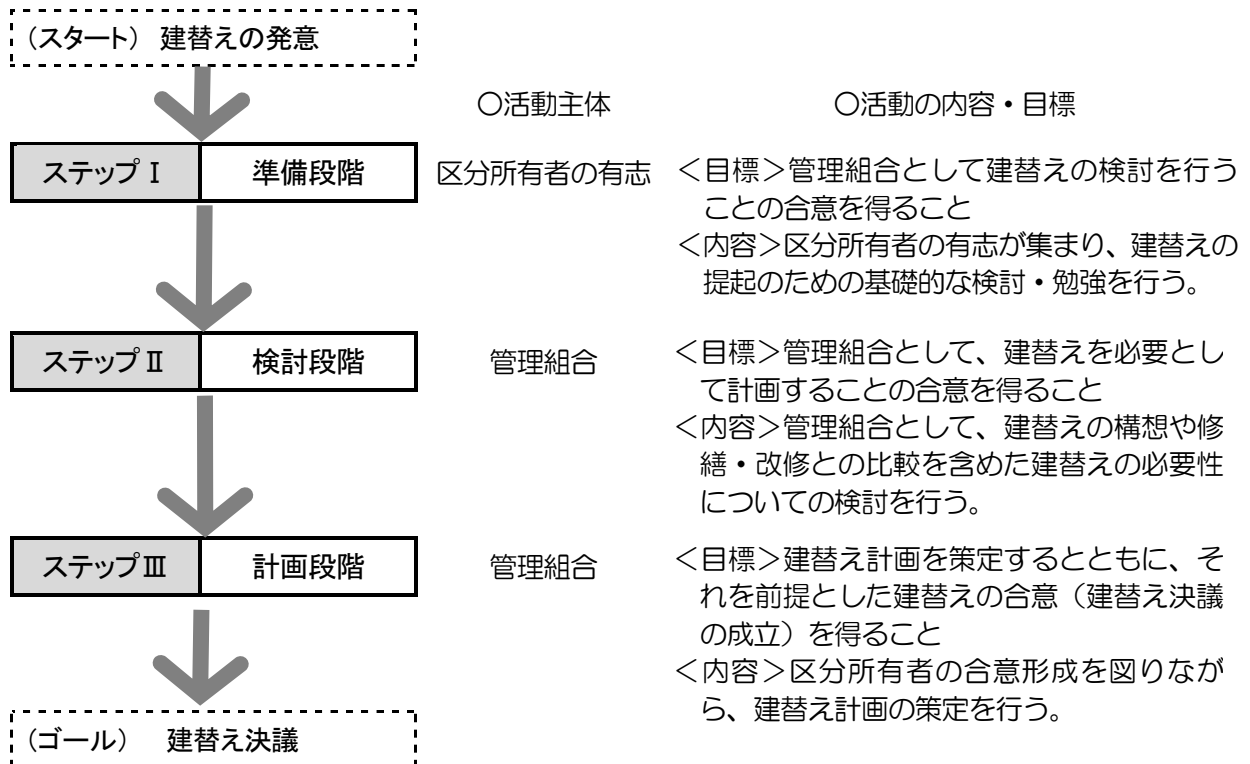 (スタート) 建替えの発意
○活動主体
○活動の内容・目標
ステップⅠ
準備段階
区分所有者の有志
<目標>管理組合として建替えの検討を行う
ことの合意を得ること
<内容>区分所有者の有志が集まり、建替えの
提起のための基礎的な検討・勉強を行う。
ステップⅡ
検討段階
管理組合
<目標>管理組合として、建替えを必要とし
て計画することの合意を得ること
<内容>管理組合として、建替えの構想や修
繕・改修との比較を含めた建替えの必要性
についての検討を行う。
ステップⅢ
計画段階
管理組合
<目標>建替え計画を策定するとともに、そ
れを前提とした建替えの合意(建替え決議
の成立)を得ること
<内容>区分所有者の合意形成を図りなが
ら、建替え計画の策定を行う。
(ゴール) 建替え決議